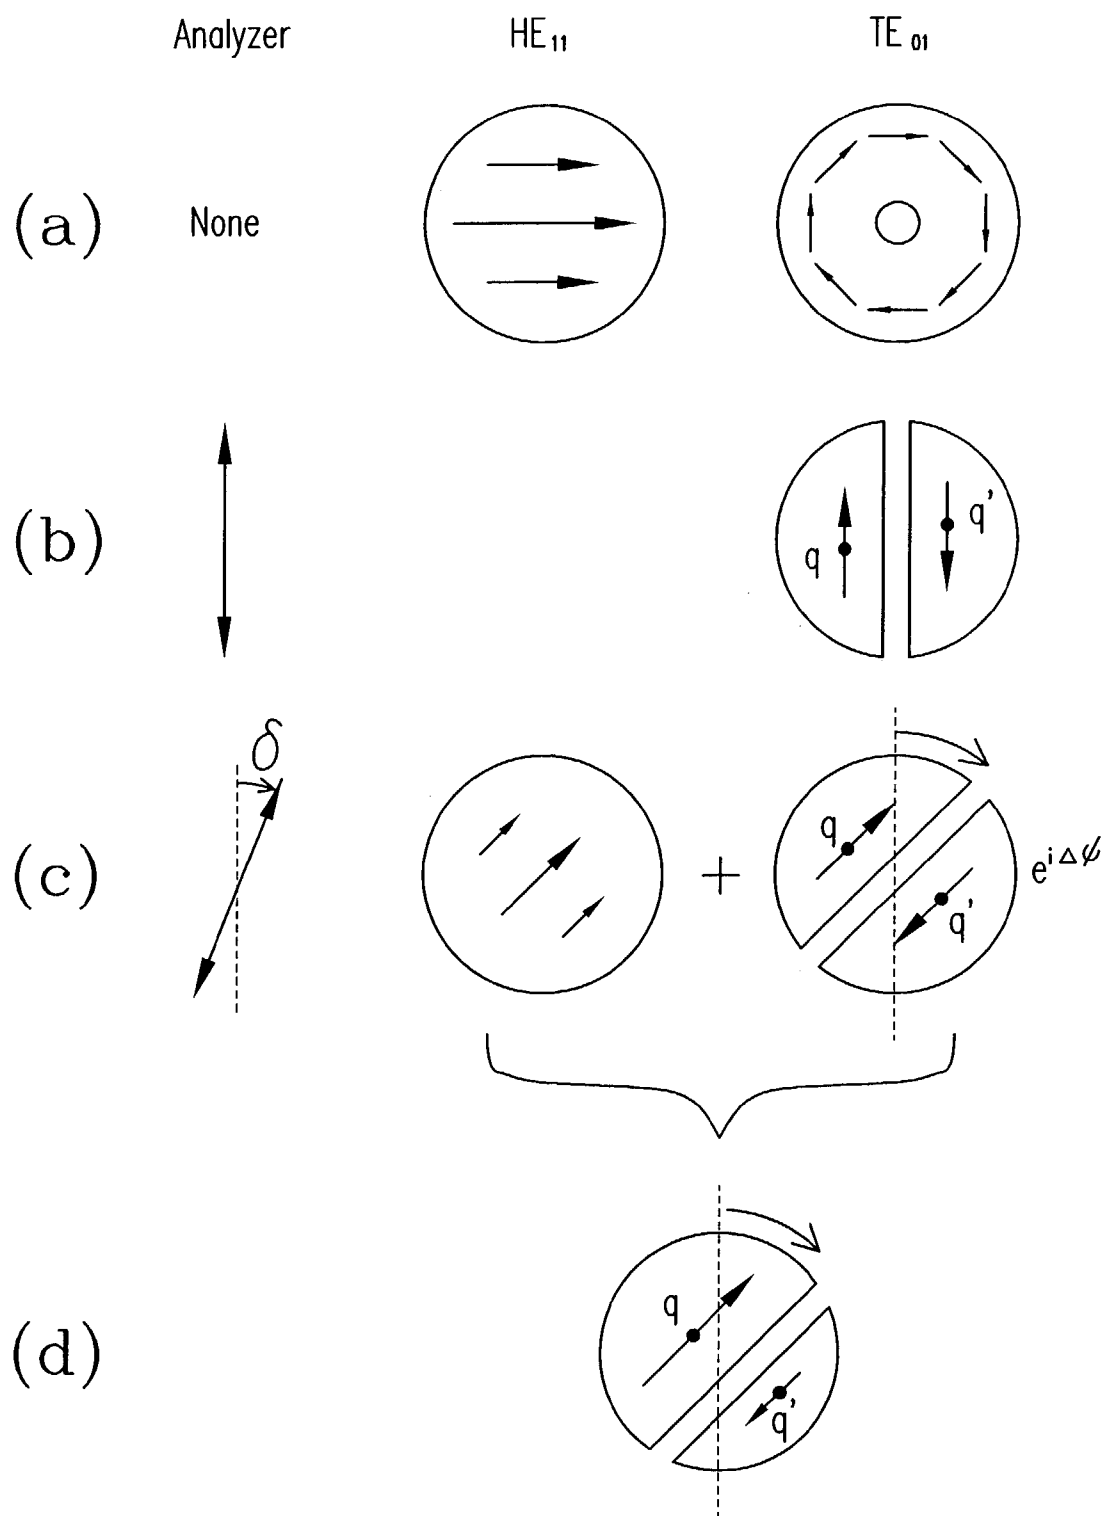 Analyzer HE₁₁ TE₀₁
(a) None
(b) q q'
δ
(c) q + q' e^{iΔψ}
q
(d) q'